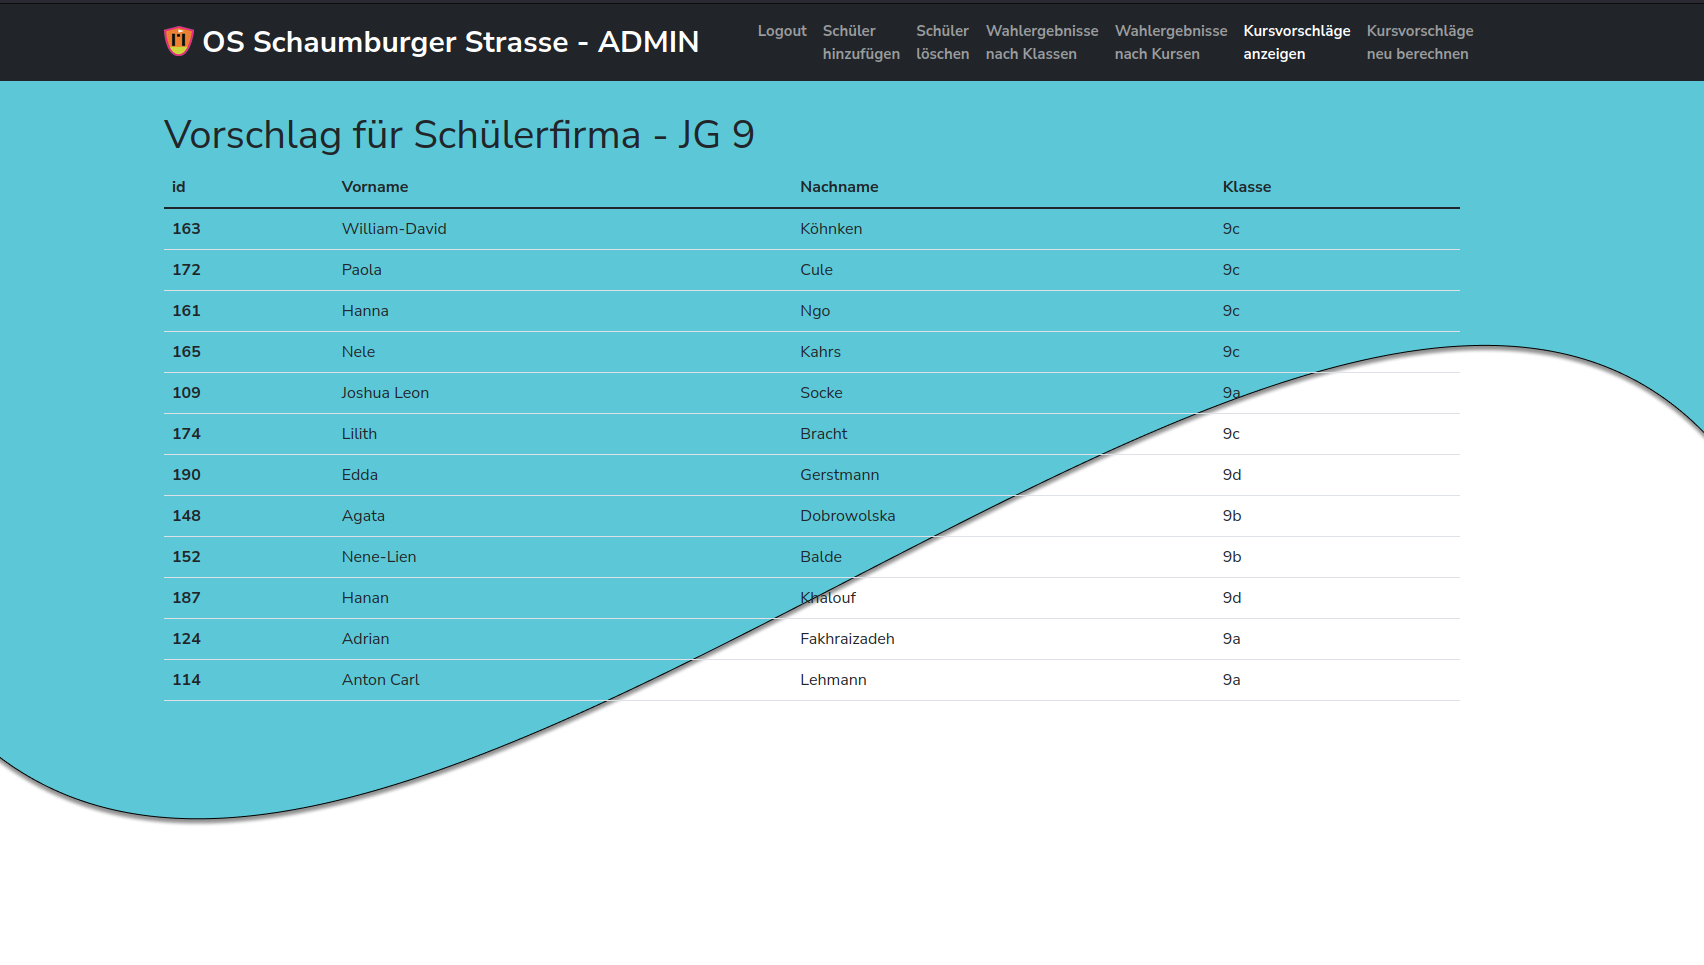 OS Schaumburger Strasse - ADMIN
Logout
Schüler hinzufügen
Schüler löschen
Wahlergebnisse nach Klassen
Wahlergebnisse nach Kursen
Kursvorschläge anzeigen
Kursvorschläge neu berechnen
Vorschlag für Schülerfirma - JG 9
id Vorname Nachname Klasse
163 William-David Köhnken 9c
172 Paola Cule 9c
161 Hanna Ngo 9c
165 Nele Kahrs 9c
109 Joshua Leon Socke 9a
174 Lilith Bracht 9c
190 Edda Gerstmann 9d
148 Agata Dobrowolska 9b
152 Nene-Lien Balde 9b
187 Hanan Khalouf 9d
124 Adrian Fakhraizadeh 9a
114 Anton Carl Lehmann 9a